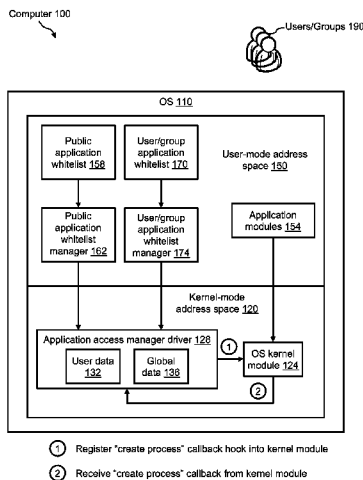 Computer 100
Users/Groups 190
OS 110
Public
application
whitelist 158
User/group
application
whitelist 170
User-mode address
space 150
Public
application
whitelist manager
162
User/group
application
whitelist
manager 174
Application
modules 154
Kernel-mode
address space 120
Application access manager driver 128
User data
132
Global
data 136
1
OS kernel
module 124
2
1 Register "create process" callback hook into kernel module
2 Receive "create process" callback from kernel module